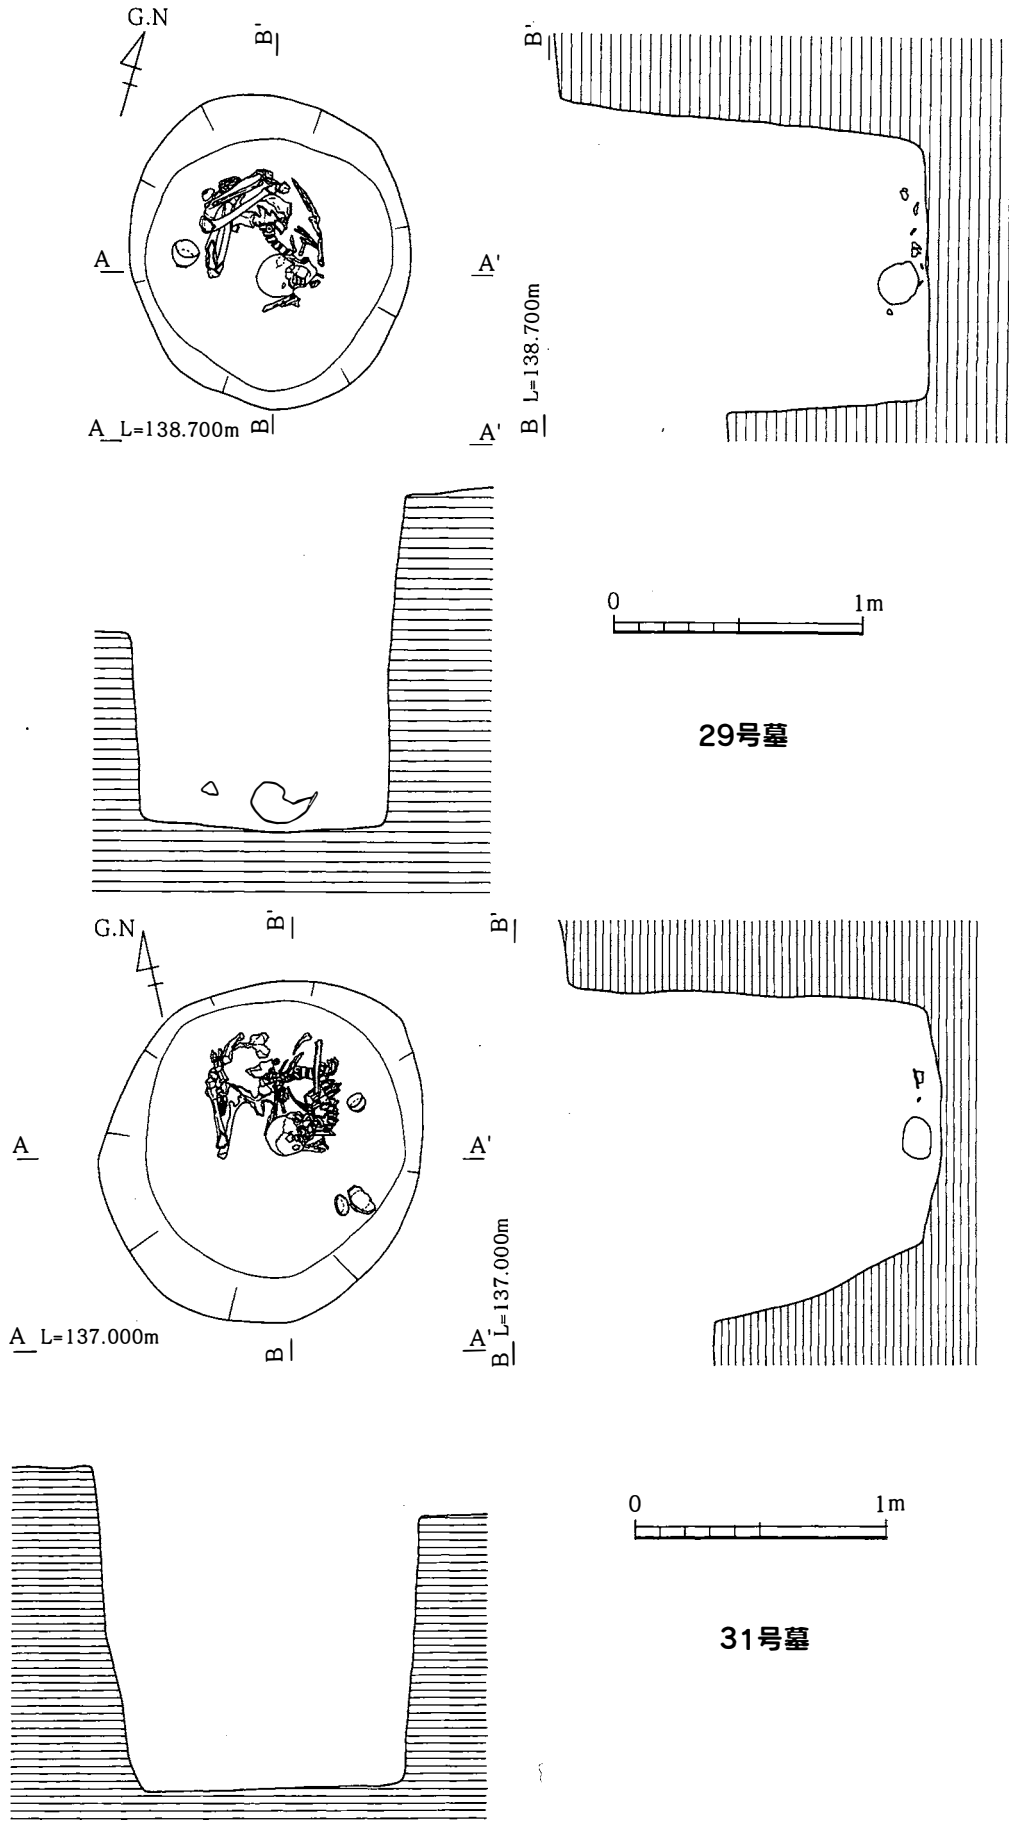 G.N
B'
B'
A
A'
L=138.700m
A L=138.700m
B
A'
B
0 1m
29号墓
G.N
B'
B'
A
A'
L=137.000m
A L=137.000m
B
A'
B
0 1m
31号墓